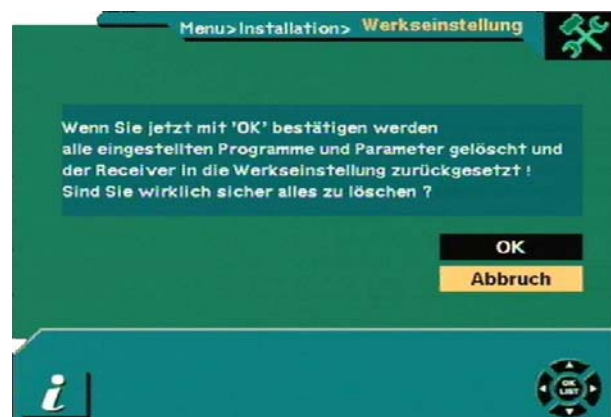 Menu>Installation> Werkseinstellung
Wenn Sie jetzt mit 'OK' bestätigen werden
alle eingestellten Programme und Parameter gelöscht und
der Receiver in die Werkseinstellung zurückgesetzt !
Sind Sie wirklich sicher alles zu löschen ?
OK
Abbruch
i
OK
LIST